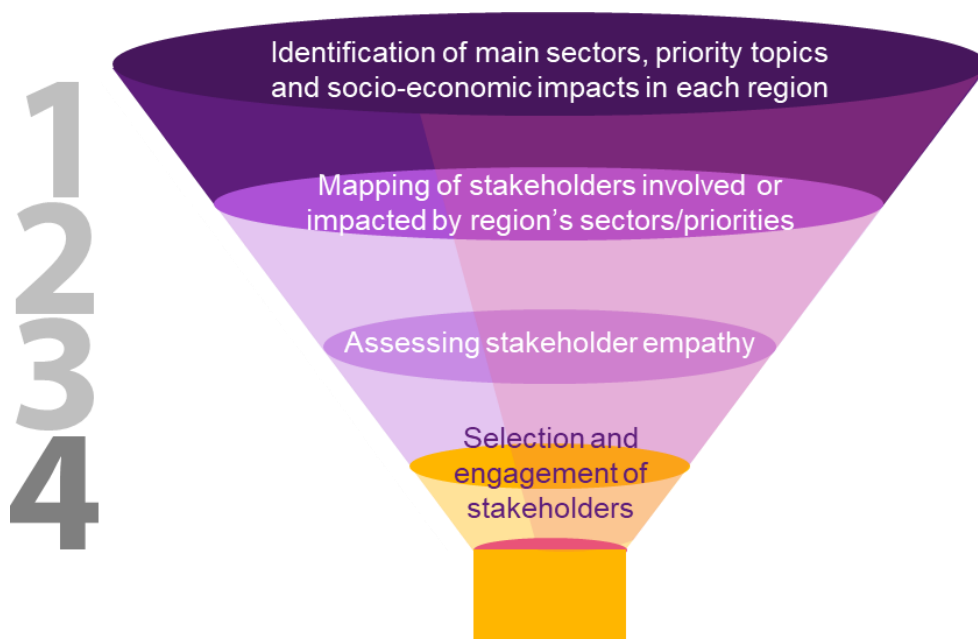 1
Identification of main sectors, priority topics
and socio-economic impacts in each region
2
Mapping of stakeholders involved or
impacted by region's sectors/priorities
3
Assessing stakeholder empathy
4
Selection and
engagement of
stakeholders